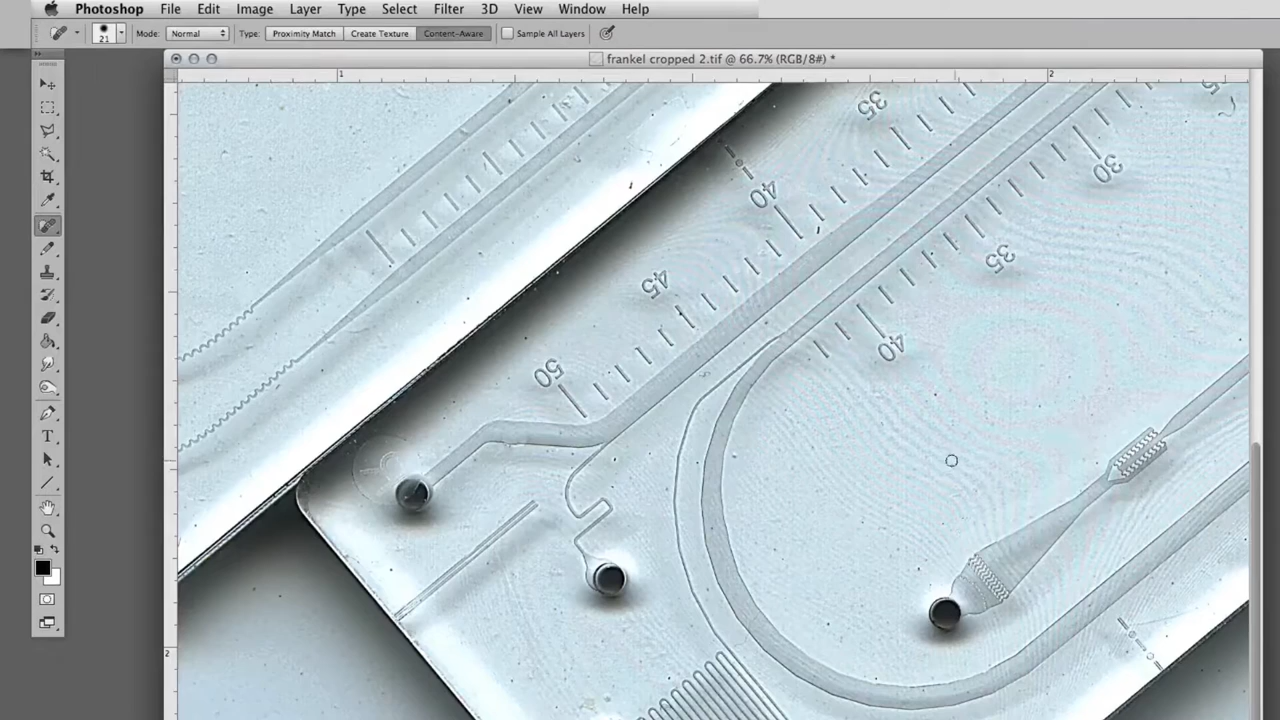 Photoshop File Edit Image Layer Type Select Filter 3D View Window Help
21 Mode: Normal Type: Proximity Match Create Texture Content-Aware Sample All Layers
frankel cropped 2.tif @ 66.7% (RGB/8#) *
1 2
35
40
30
45
35
50
40
2
T